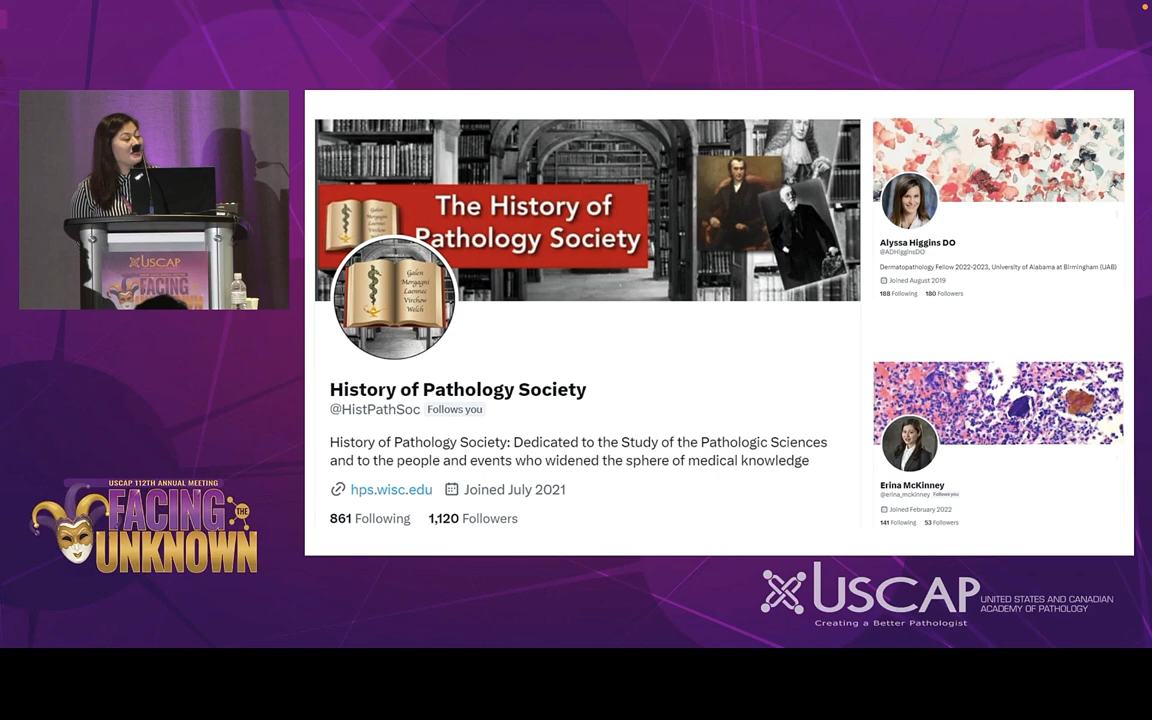 USCAP
FACING
UNKNOWN
USCAP 112TH ANNUAL MEETING
FACING
THE
UNKNOWN
The History of
Pathology Society
Galen
Morgagni
Laennec
Virchow
Welch
History of Pathology Society
@HistPathSoc Follows you
History of Pathology Society: Dedicated to the Study of the Pathologic Sciences
and to the people and events who widened the sphere of medical knowledge
hps.wisc.edu Joined July 2021
861 Following 1,120 Followers
Alyssa Higgins DO
@ADHigginsDO
Dermatopathology Fellow 2022-2023, University of Alabama at Birmingham (UAB)
Joined August 2019
188 Following 180 Followers
Erina McKinney
@erina_mckinney Follows you
Joined February 2022
141 Following 53 Followers
USCAP
UNITED STATES AND CANADIAN
ACADEMY OF PATHOLOGY
Creating a Better Pathologist